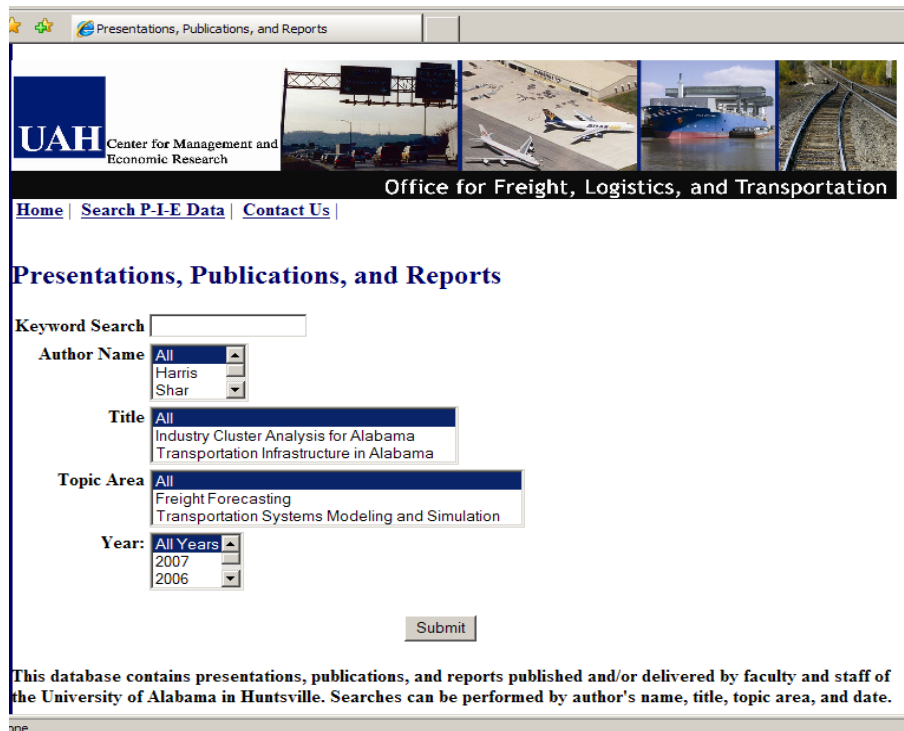 Presentations, Publications, and Reports
UAH Center for Management and
Economic Research
Office for Freight, Logistics, and Transportation
Home | Search P-I-E Data | Contact Us |
Presentations, Publications, and Reports
Keyword Search
Author Name All
Harris
Shar
Title All
Industry Cluster Analysis for Alabama
Transportation Infrastructure in Alabama
Topic Area All
Freight Forecasting
Transportation Systems Modeling and Simulation
Year: All Years
2007
2006
Submit
This database contains presentations, publications, and reports published and/or delivered by faculty and staff of
the University of Alabama in Huntsville. Searches can be performed by author's name, title, topic area, and date.